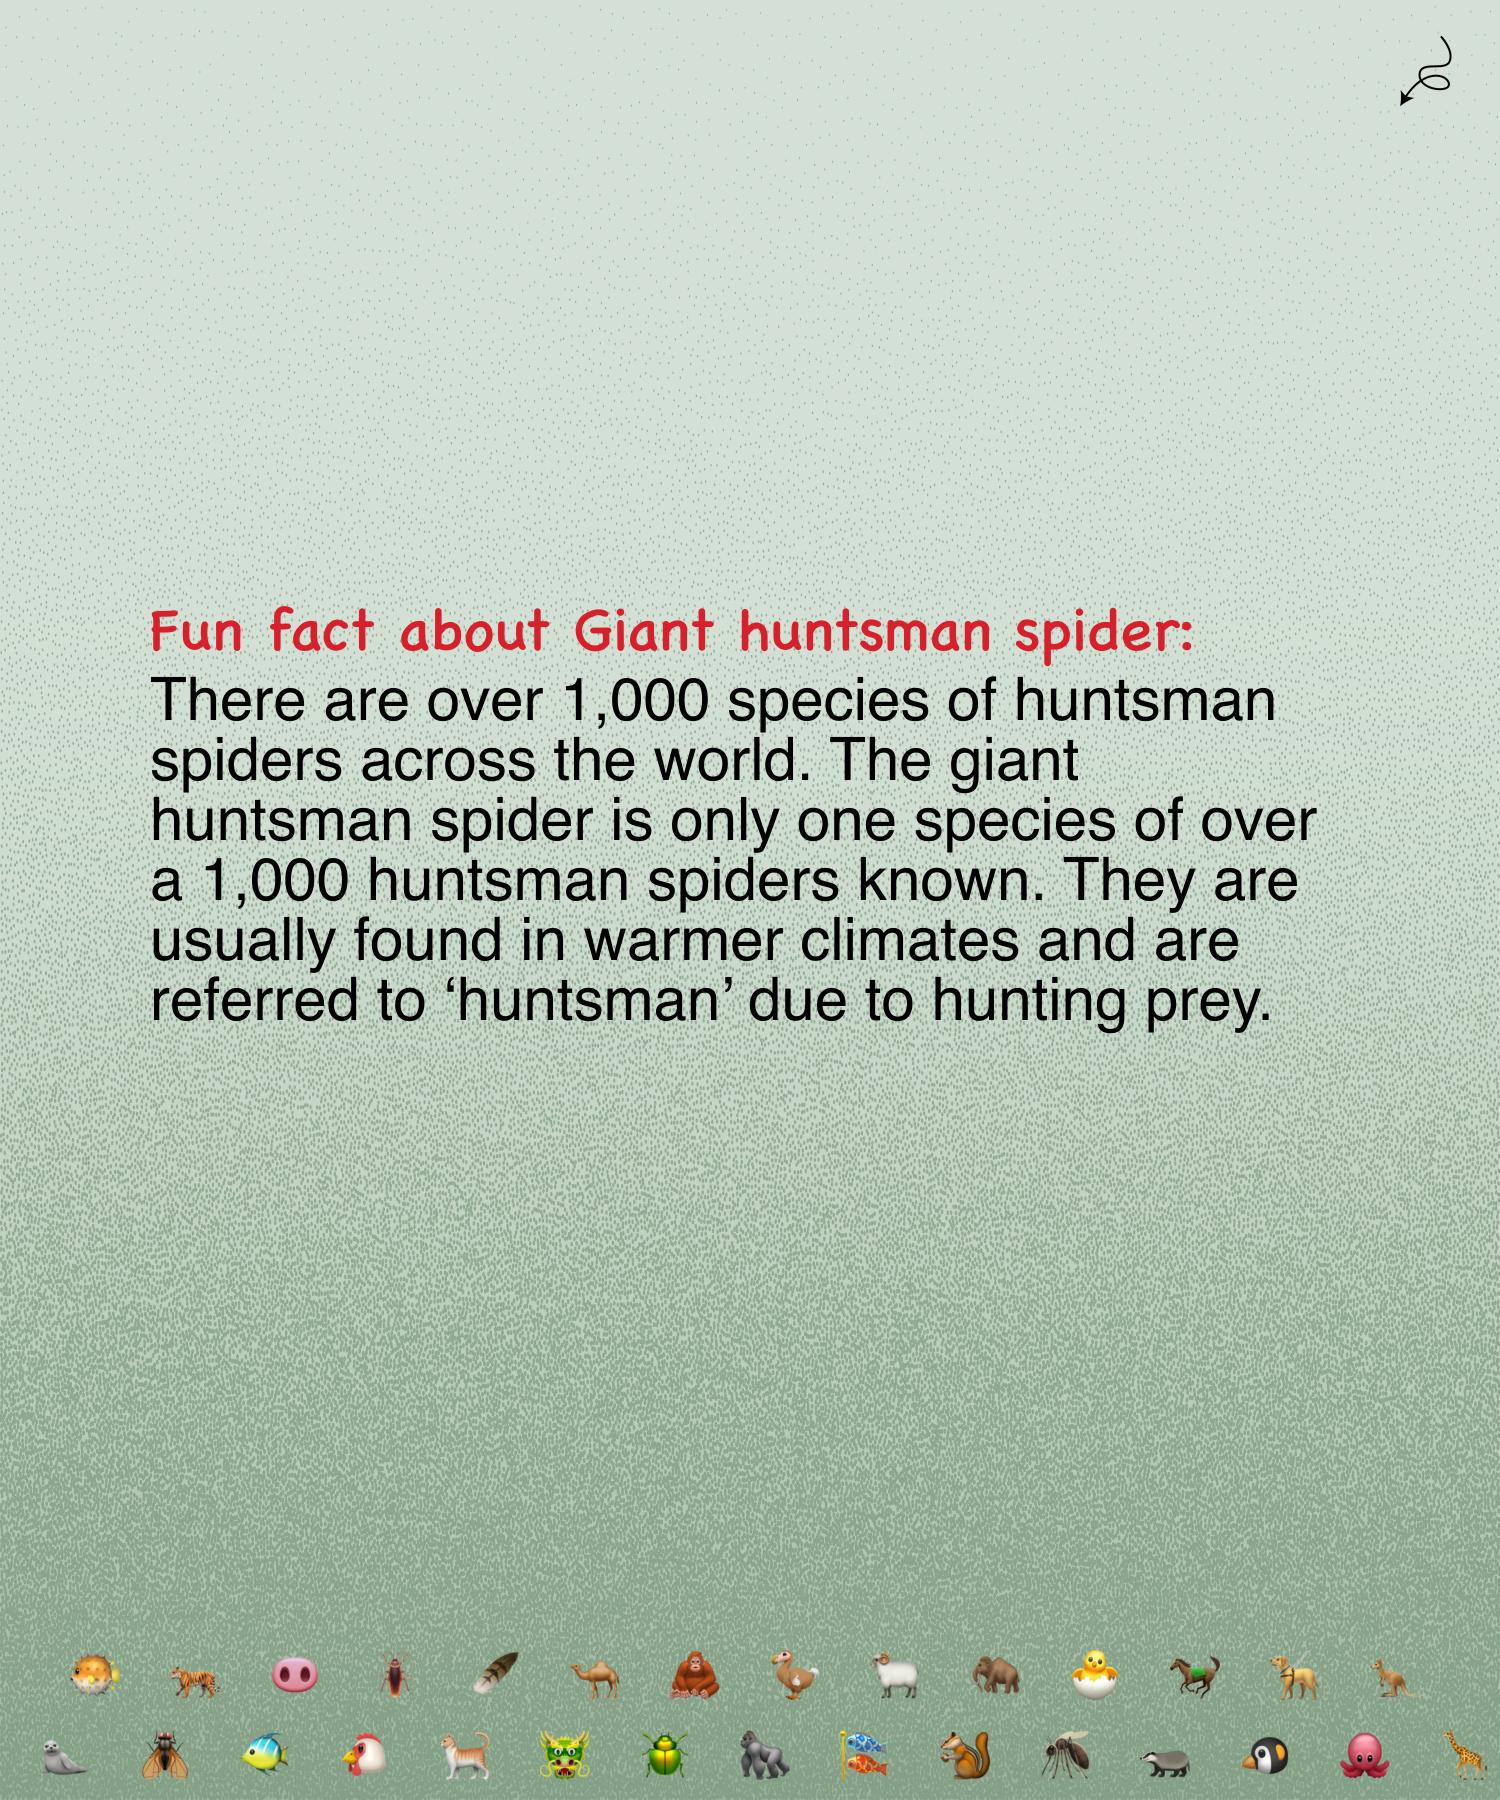 Fun fact about Giant huntsman spider:
There are over 1,000 species of huntsman
spiders across the world. The giant
huntsman spider is only one species of over
a 1,000 huntsman spiders known. They are
usually found in warmer climates and are
referred to ‘huntsman’ due to hunting prey.